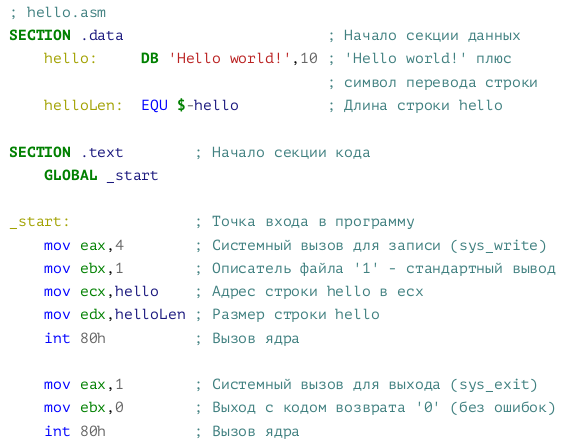 ; hello.asm
SECTION .data                        ; Начало секции данных
    hello:     DB 'Hello world!',10 ; 'Hello world!' плюс
                                     ; символ перевода строки
    helloLen:  EQU $-hello          ; Длина строки hello

SECTION .text        ; Начало секции кода
    GLOBAL _start

_start:              ; Точка входа в программу
    mov eax,4        ; Системный вызов для записи (sys_write)
    mov ebx,1        ; Описатель файла '1' - стандартный вывод
    mov ecx,hello    ; Адрес строки hello в ecx
    mov edx,helloLen ; Размер строки hello
    int 80h          ; Вызов ядра

    mov eax,1        ; Системный вызов для выхода (sys_exit)
    mov ebx,0        ; Выход с кодом возврата '0' (без ошибок)
    int 80h          ; Вызов ядра